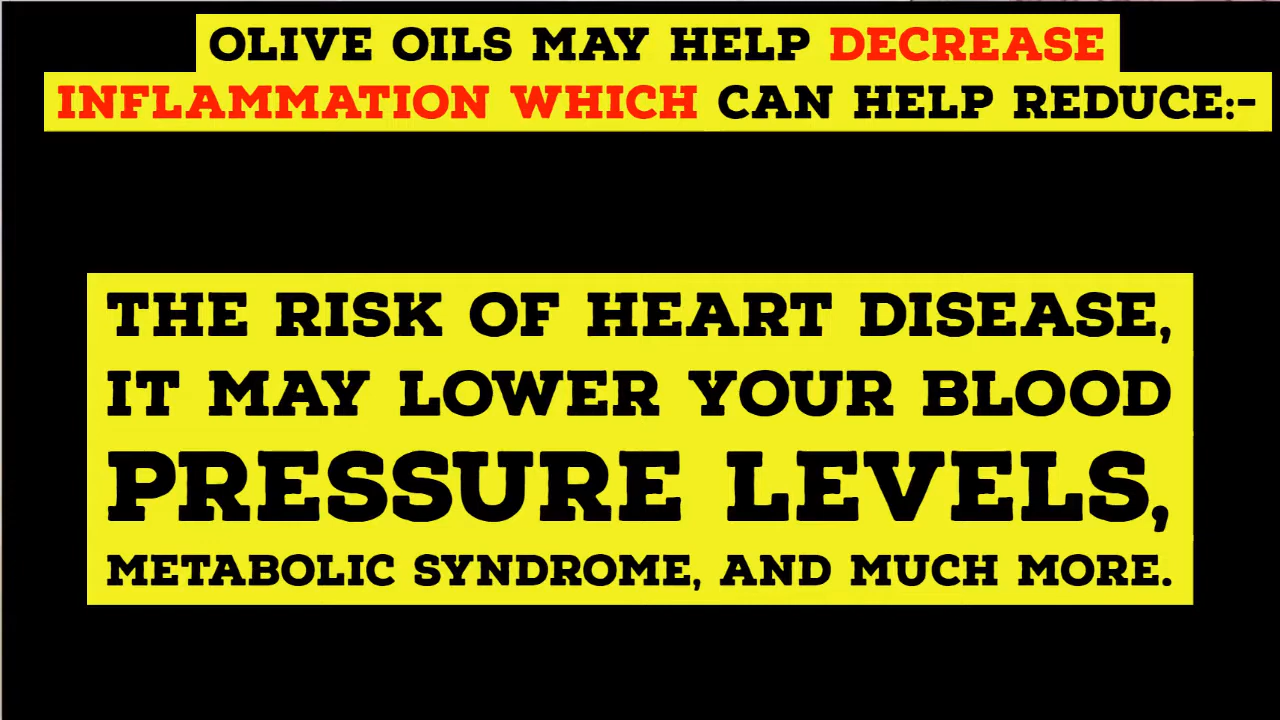 OLIVE OILS MAY HELP DECREASE
INFLAMMATION WHICH CAN HELP REDUCE:-
THE RISK OF HEART DISEASE,
IT MAY LOWER YOUR BLOOD
PRESSURE LEVELS,
METABOLIC SYNDROME, AND MUCH MORE.